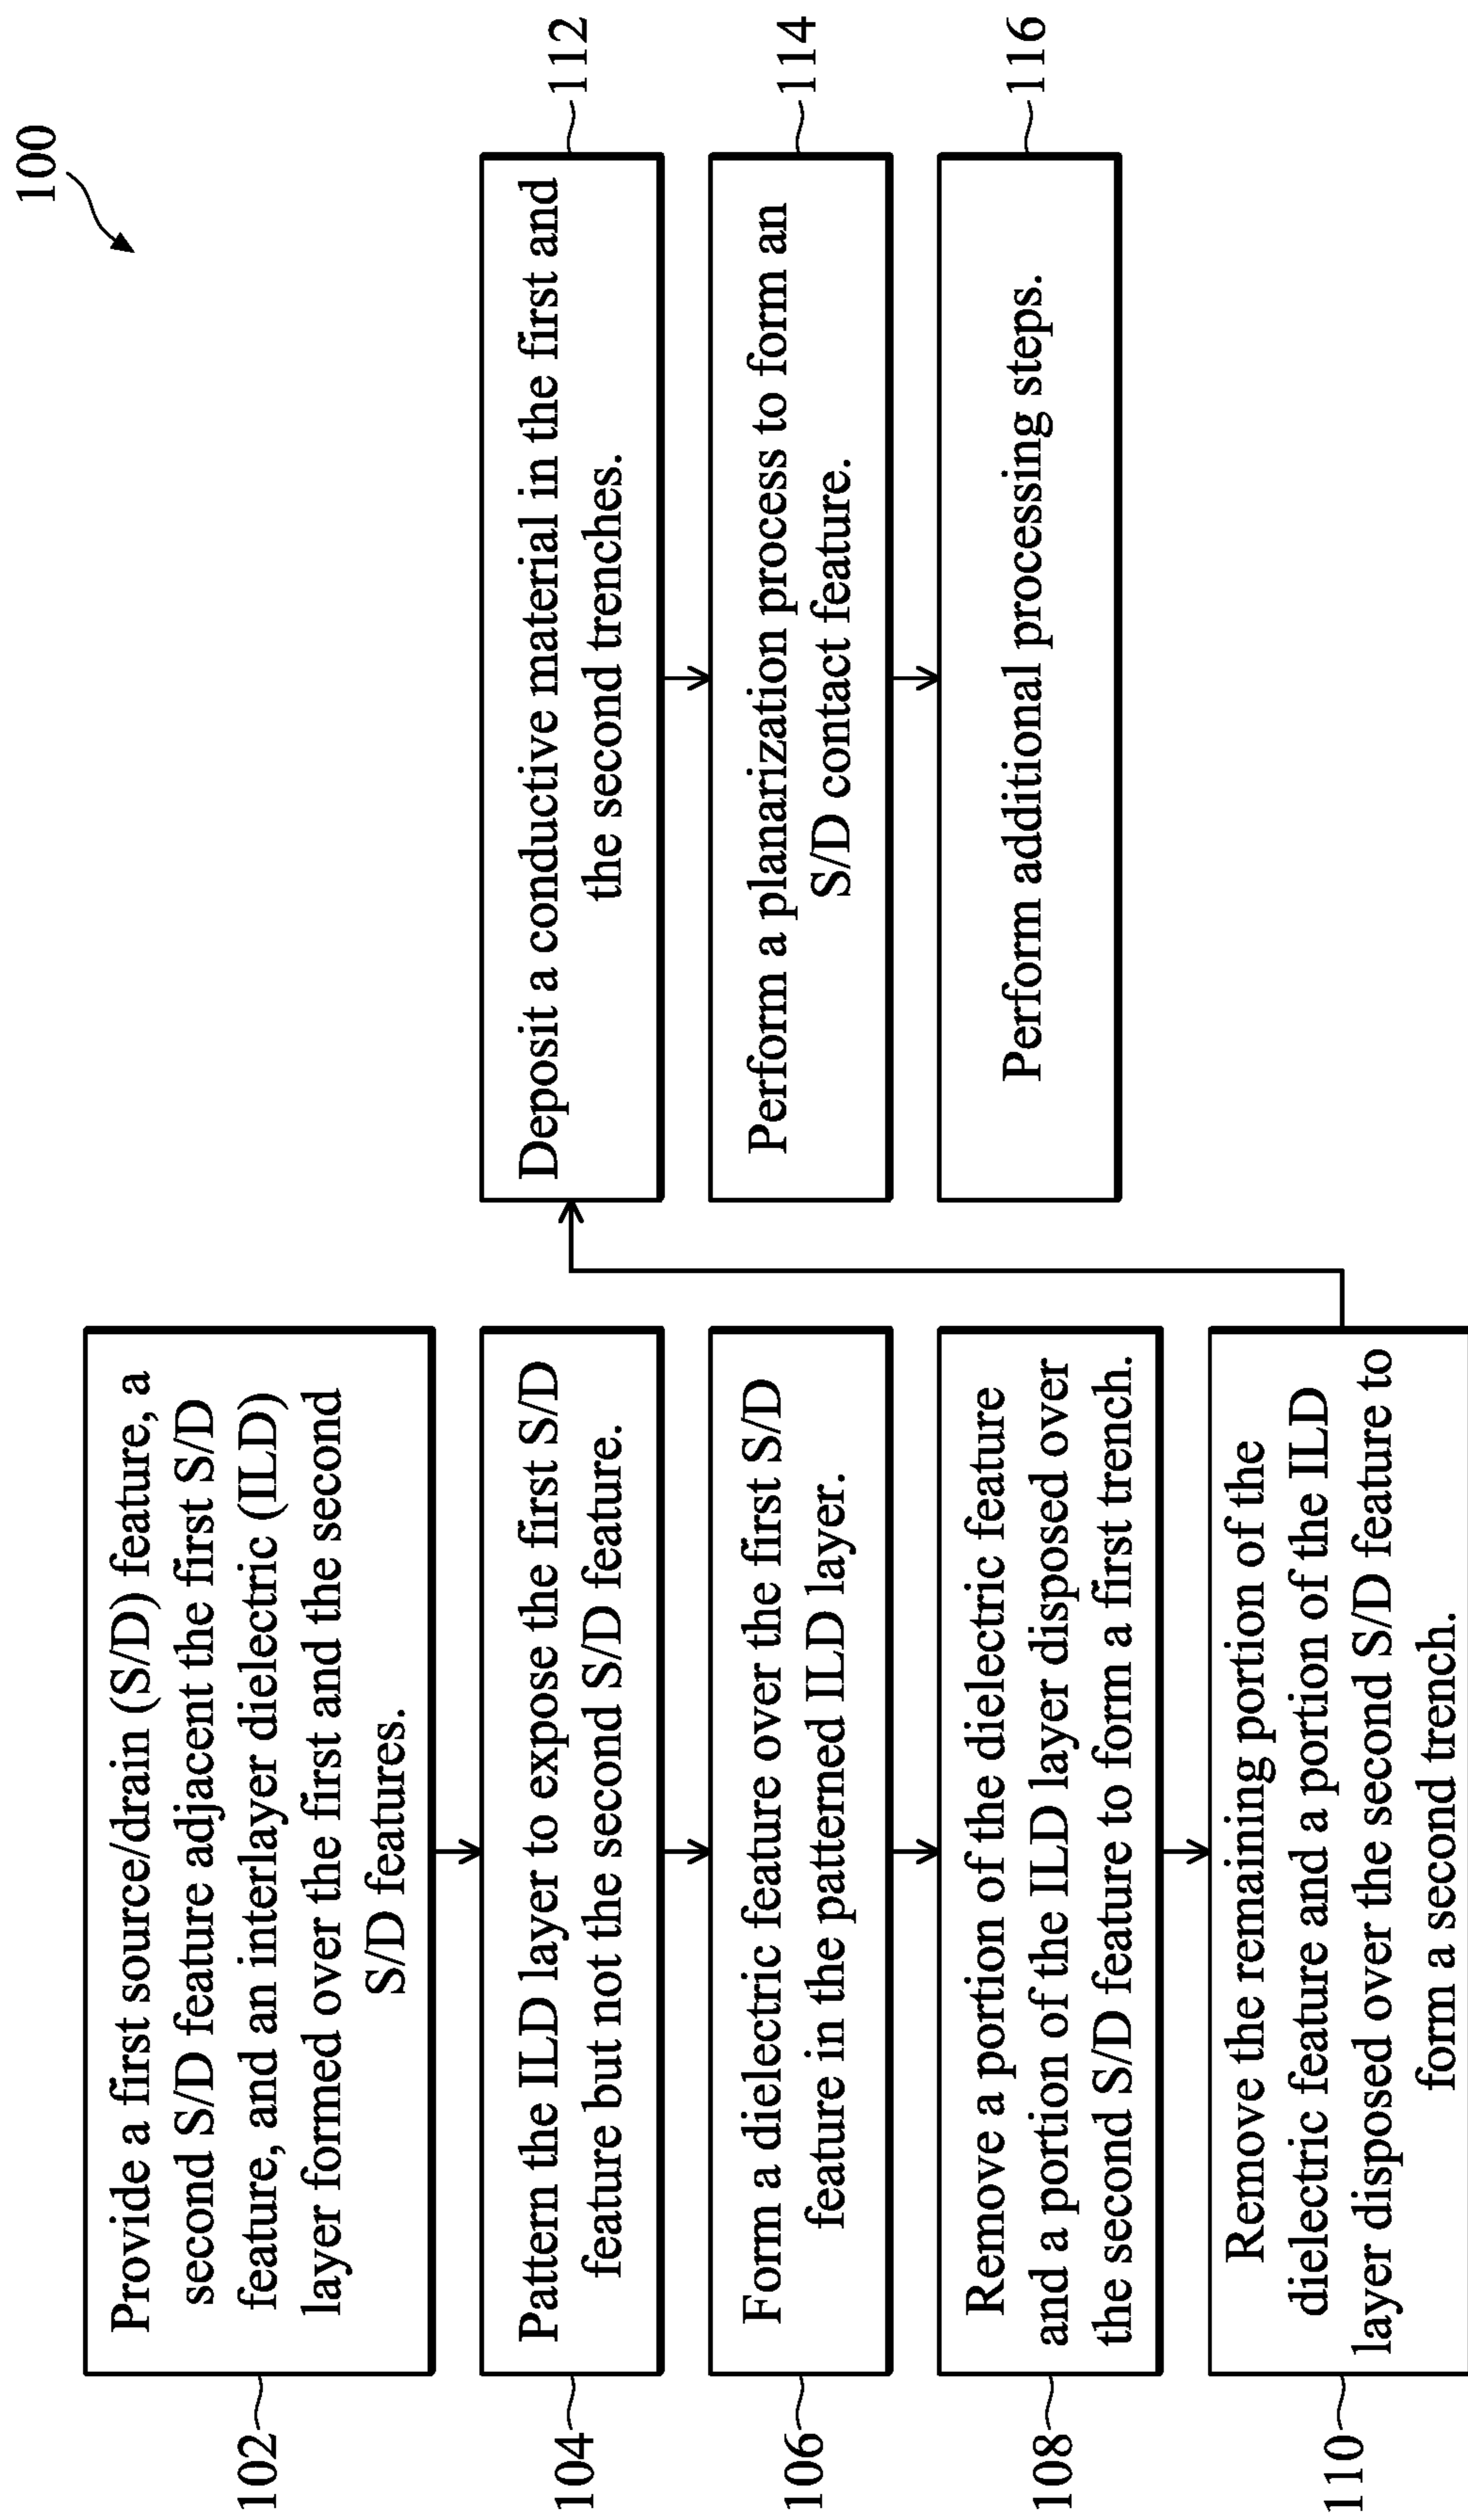 100
102
Provide a first source/drain (S/D) feature, a
second S/D feature adjacent the first S/D
feature, and an interlayer dielectric (ILD)
layer formed over the first and the second
S/D features.
104
Pattern the ILD layer to expose the first S/D
feature but not the second S/D feature.
106
Form a dielectric feature over the first S/D
feature in the patterned ILD layer.
108
Remove a portion of the dielectric feature
and a portion of the ILD layer disposed over
the second S/D feature to form a first trench.
110
Remove the remaining portion of the
dielectric feature and a portion of the ILD
layer disposed over the second S/D feature to
form a second trench.
112
Deposit a conductive material in the first and
the second trenches.
114
Perform a planarization process to form an
S/D contact feature.
116
Perform additional processing steps.